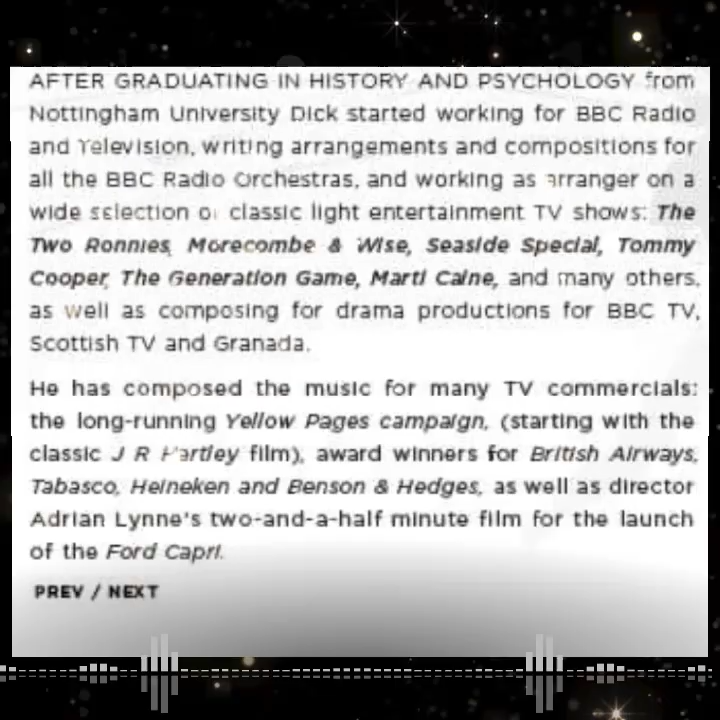 AFTER GRADUATING IN HISTORY AND PSYCHOLOGY from
Nottingham University Dick started working for BBC Radio
and Television, writing arrangements and compositions for
all the BBC Radio Orchestras, and working as arranger on a
wide selection of classic light entertainment TV shows: The
Two Ronnies, Morecombe & Wise, Seaside Special, Tommy
Cooper, The Generation Game, Marti Caine, and many others,
as well as composing for drama productions for BBC TV,
Scottish TV and Granada.
He has composed the music for many TV commercials:
the long-running Yellow Pages campaign, (starting with the
classic J R Hartley film), award winners for British Airways,
Tabasco, Heineken and Benson & Hedges, as well as director
Adrian Lynne's two-and-a-half minute film for the launch
of the Ford Capri.
PREV / NEXT